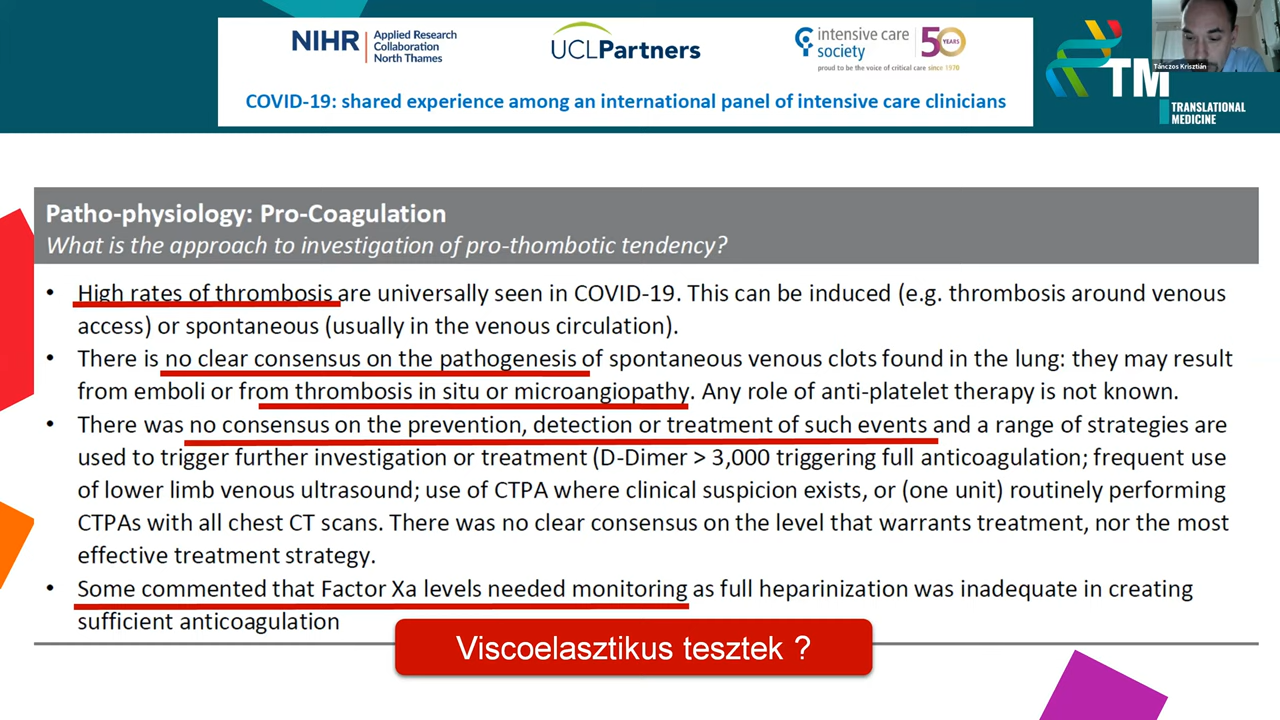 NIHR | Applied Research
Collaboration
North Thames
UCLPartners
intensive care
society
50 YEARS
proud to be the voice of critical care since 1970
COVID-19: shared experience among an international panel of intensive care clinicians
Tánczos Krisztián
TM
TRANSLATIONAL
MEDICINE
Patho-physiology: Pro-Coagulation
What is the approach to investigation of pro-thombotic tendency?
• High rates of thrombosis are universally seen in COVID-19. This can be induced (e.g. thrombosis around venous
access) or spontaneous (usually in the venous circulation).
• There is no clear consensus on the pathogenesis of spontaneous venous clots found in the lung: they may result
from emboli or from thrombosis in situ or microangiopathy. Any role of anti-platelet therapy is not known.
• There was no consensus on the prevention, detection or treatment of such events and a range of strategies are
used to trigger further investigation or treatment (D-Dimer > 3,000 triggering full anticoagulation; frequent use
of lower limb venous ultrasound; use of CTPA where clinical suspicion exists, or (one unit) routinely performing
CTPAs with all chest CT scans. There was no clear consensus on the level that warrants treatment, nor the most
effective treatment strategy.
• Some commented that Factor Xa levels needed monitoring as full heparinization was inadequate in creating
sufficient anticoagulation
Viscoelasztikus tesztek ?